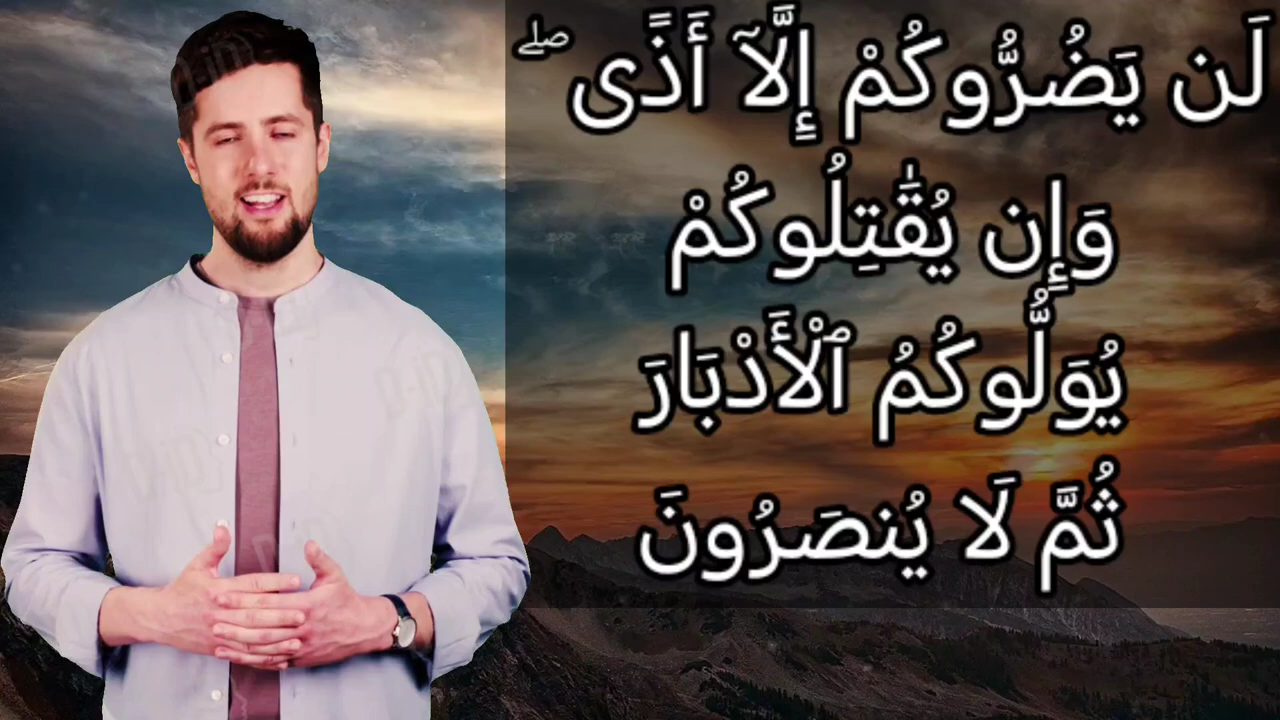 لَن يَضُرُّوكُمْ إِلَّآ أَذًى ۖ
وَإِن يُقَٰتِلُوكُمْ
يُوَلُّوكُمُ ٱلْأَدْبَارَ
ثُمَّ لَا يُنصَرُونَ